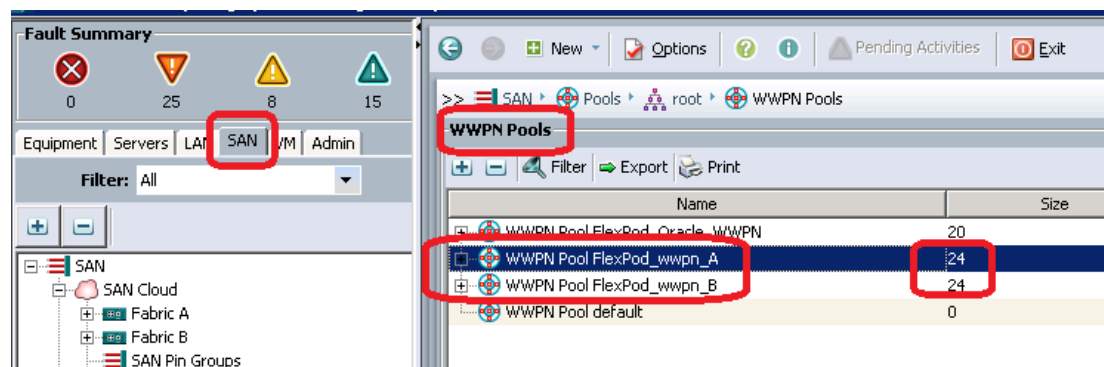 Fault Summary
0 25 8 15
Equipment Servers LAN SAN VM Admin
Filter: All
SAN
SAN Cloud
Fabric A
Fabric B
SAN Pin Groups
New Options Pending Activities Exit
>> SAN Pools root WWPN Pools
WWPN Pools
Filter Export Print
Name Size
WWPN Pool FlexPod_Oracle_WWPN 20
WWPN Pool FlexPod_wwpn_A 24
WWPN Pool FlexPod_wwpn_B 24
WWPN Pool default 0